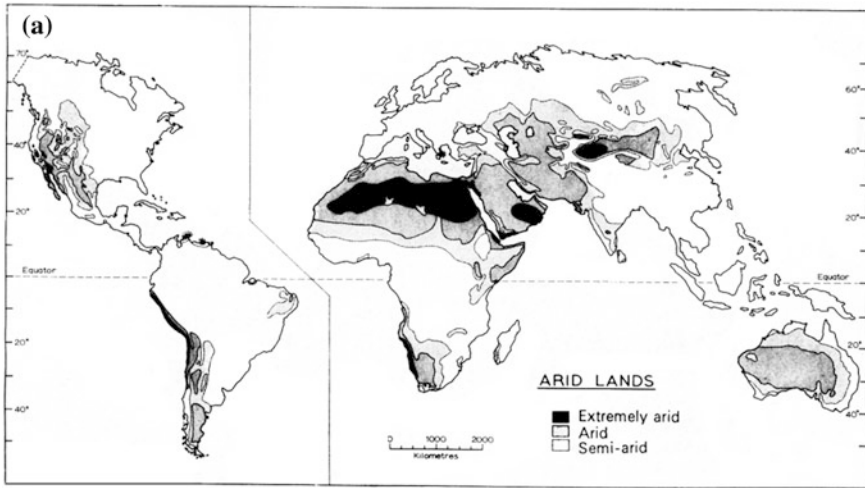 (a)
70°
60°
40°
40°
20°
20°
Equator
Equator
20°
20°
40°
40°
ARID LANDS
Extremely arid
Arid
Semi-arid
0 1000 2000
Kilometres